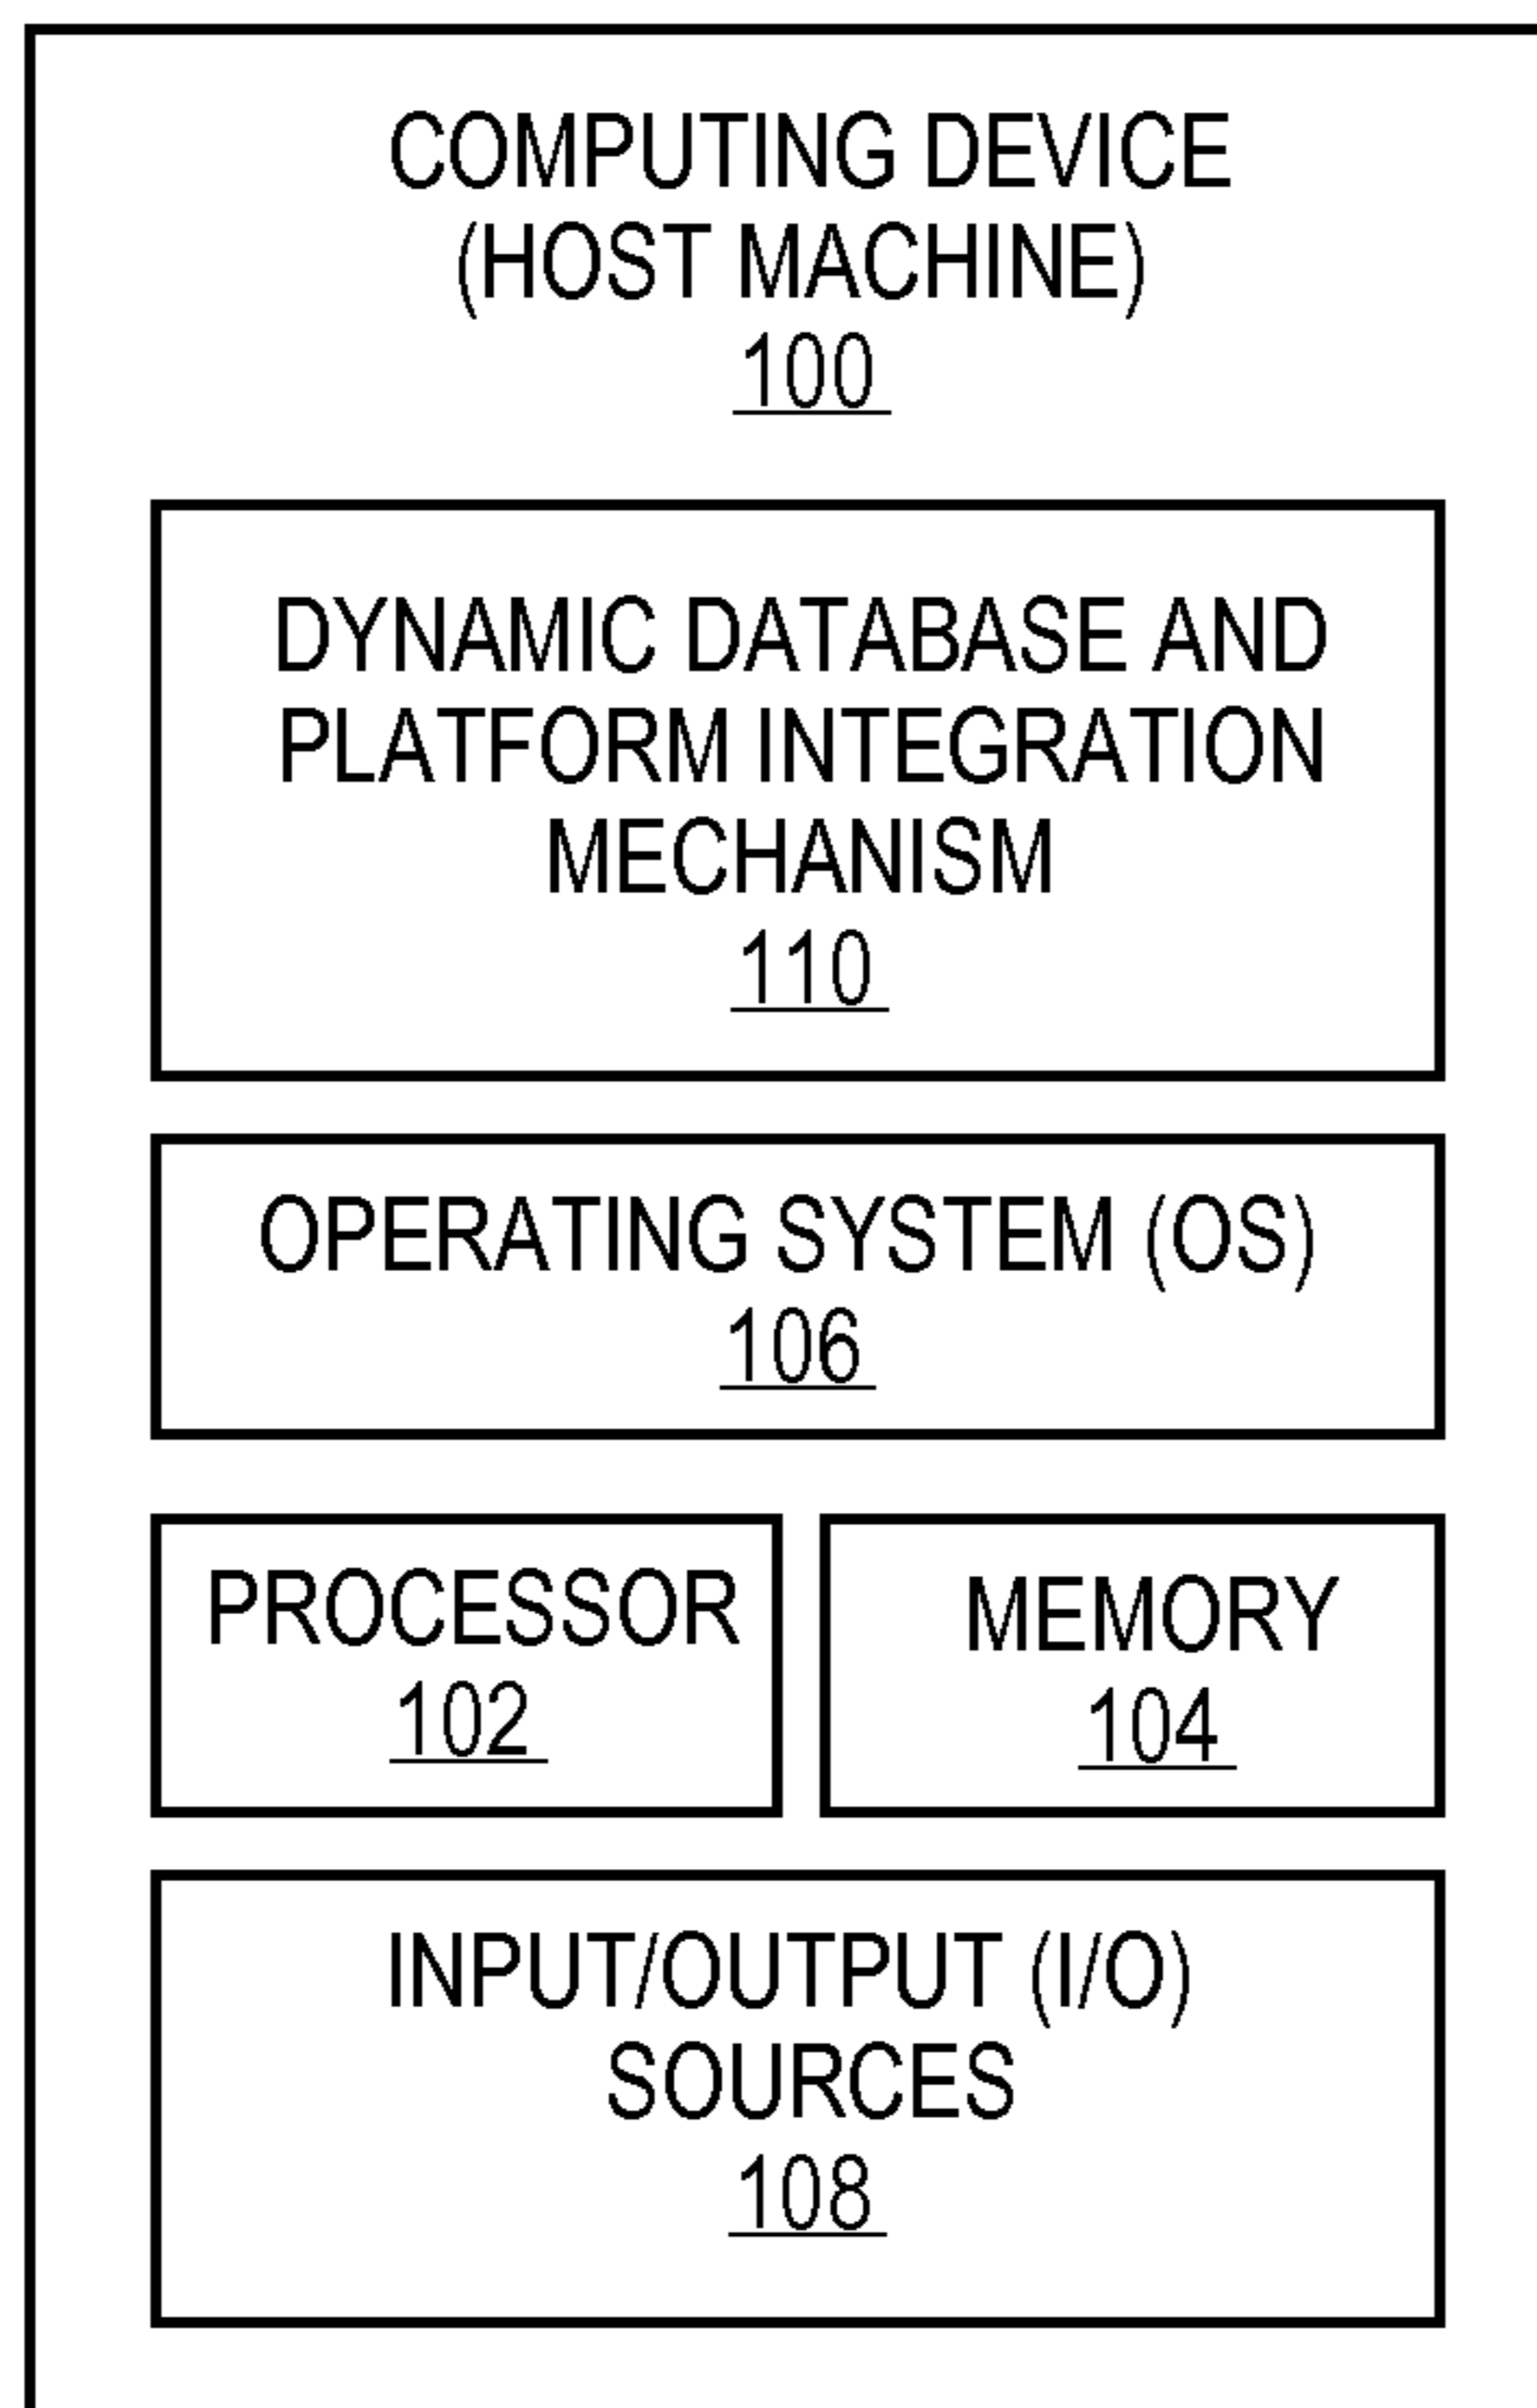 COMPUTING DEVICE
(HOST MACHINE)
100
DYNAMIC DATABASE AND
PLATFORM INTEGRATION
MECHANISM
110
OPERATING SYSTEM (OS)
106
PROCESSOR
102
MEMORY
104
INPUT/OUTPUT (I/O)
SOURCES
108